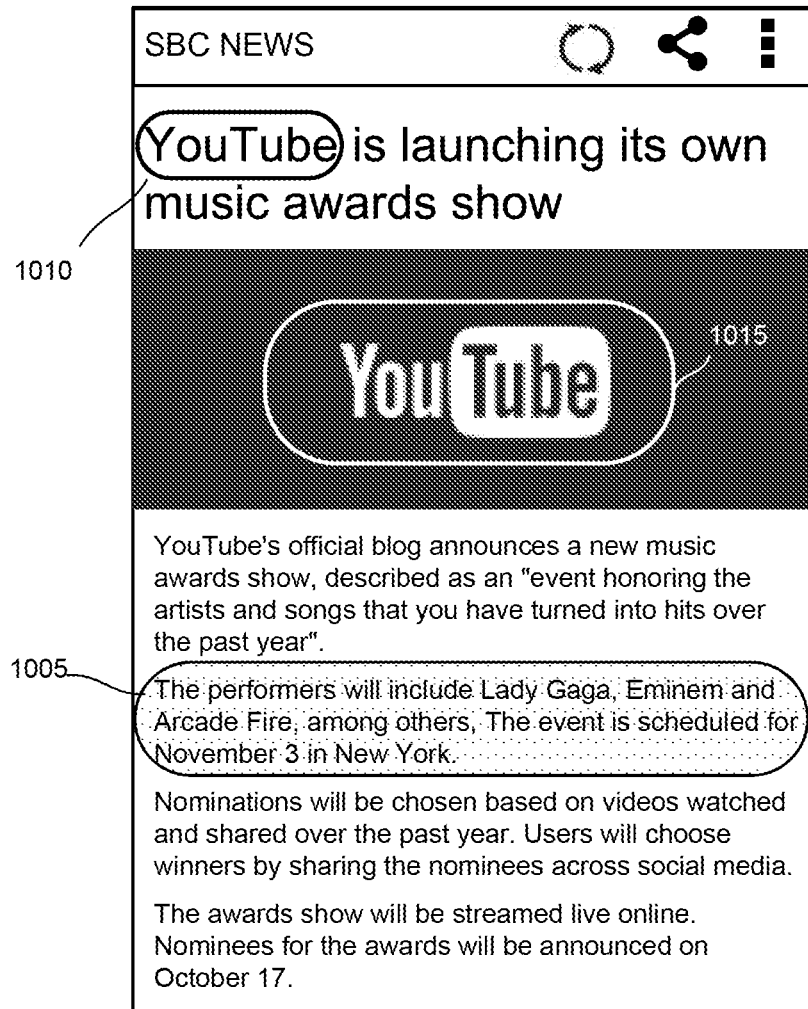 SBC NEWS
YouTube is launching its own
music awards show
1010
1015
YouTube
YouTube's official blog announces a new music
awards show, described as an "event honoring the
artists and songs that you have turned into hits over
the past year".
1005
The performers will include Lady Gaga, Eminem and
Arcade Fire, among others, The event is scheduled for
November 3 in New York.
Nominations will be chosen based on videos watched
and shared over the past year. Users will choose
winners by sharing the nominees across social media.
The awards show will be streamed live online.
Nominees for the awards will be announced on
October 17.